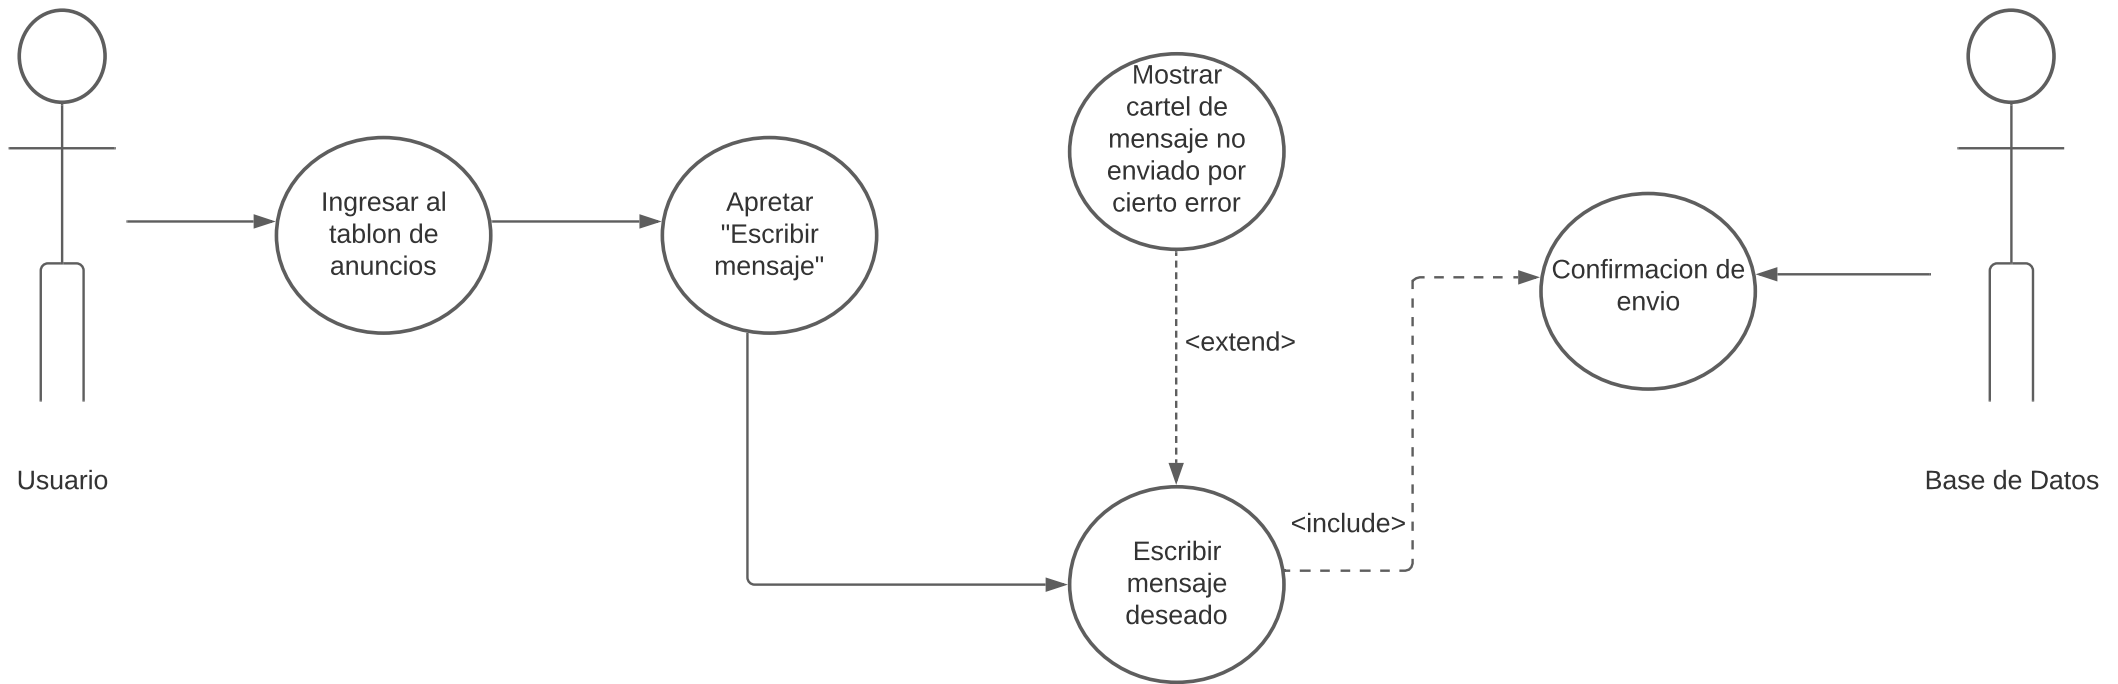 Usuario
Ingresar al
tablon de
anuncios
Apretar
"Escribir
mensaje"
Mostrar
cartel de
mensaje no
enviado por
cierto error
<extend>
Escribir
mensaje
deseado
<include>
Confirmacion de
envio
Base de Datos